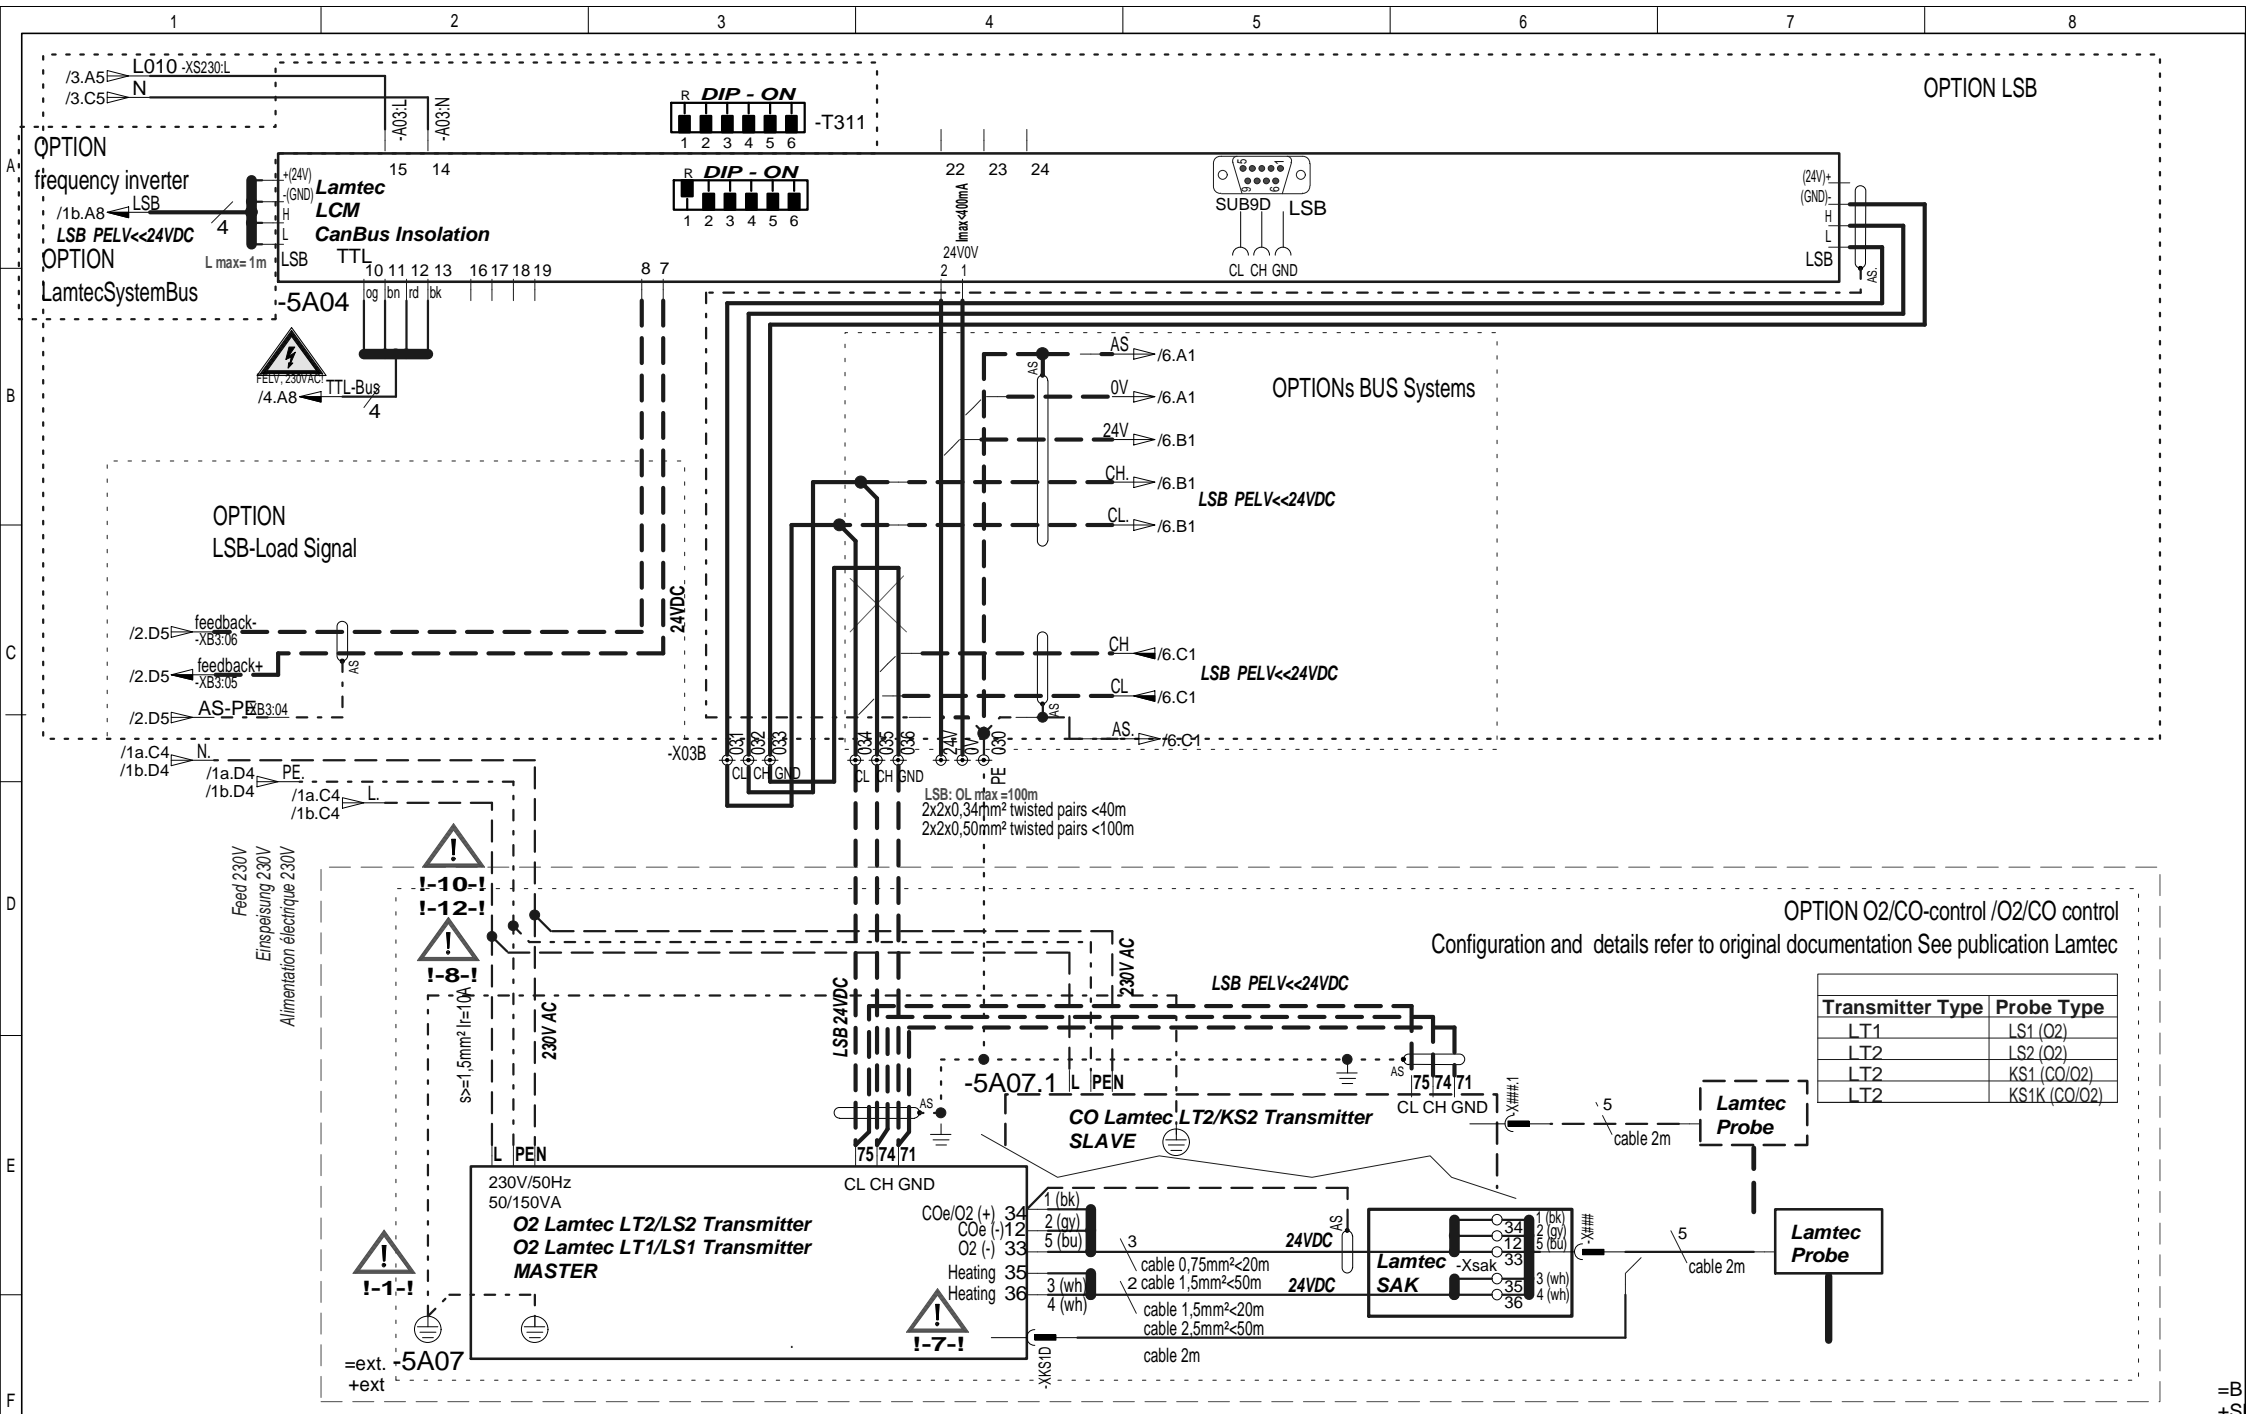 1 2 3 4 5 6 7 8
A
B
C
D
E
F
/3.A5 L010 -XS230:L
/3.C5 N
-A03:L
-A03:N
R DIP - ON
1 2 3 4 5 6
-T311
OPTION LSB
OPTION
frequency inverter
/1b.A8 LSB
4
LSB PELV<<24VDC
OPTION
L max= 1m
LamtecSystemBus
+(24V)
-(GND)
H
L
LSB
15 14
Lamtec
LCM
CanBus Insolation
TTL
10 11 12 13 16 17 18 19 8 7
R DIP - ON
1 2 3 4 5 6
22 23 24
Imax<400mA
24V0V
2 1
5 1
9 6
SUB9D LSB
CL CH GND
(24V)+
(GND)-
H
L
LSB
AS.
-5A04
og bn rd bk
FELV, 230VAC!
/4.A8 TTL-Bus
4
AS
AS /6.A1
0V /6.A1
24V /6.B1
CH. /6.B1
CL. /6.B1
OPTIONs BUS Systems
LSB PELV<<24VDC
OPTION
LSB-Load Signal
24VDC
/2.D5 feedback-
-XB3:06
/2.D5 feedback+
-XB3:05
AS
/2.D5 AS-PE XB3:04
CH /6.C1
LSB PELV<<24VDC
CL /6.C1
AS
AS. /6.C1
/1a.C4 N.
/1b.D4
/1a.D4 PE.
/1b.D4
/1a.C4 L.
/1b.C4
-X03B
031 032 033 034 035 036 24V 0V 030
CL CH GND CL CH GND PE
LSB: OL max =100m
2x2x0,34mm² twisted pairs <40m
2x2x0,50mm² twisted pairs <100m
Feed 230V
Einspeisung 230V
Alimentation électrique 230V
!
!-10-!
!-12-!
!
!-8-!
s>=1,5mm² Ir=10A
230V AC
LSB 24VDC
230V AC
LSB PELV<<24VDC
OPTION O2/CO-control /O2/CO control
Configuration and details refer to original documentation See publication Lamtec
Transmitter Type Probe Type
LT1 LS1 (O2)
LT2 LS2 (O2)
LT2 KS1 (CO/O2)
LT2 KS1K (CO/O2)
-5A07.1 L PE N
AS
75 74 71
CL CH GND
CO Lamtec LT2/KS2 Transmitter
SLAVE
-X###.1
5
cable 2m
Lamtec
Probe
AS
L PE N
75 74 71
230V/50Hz
50/150VA
CL CH GND
O2 Lamtec LT2/LS2 Transmitter
O2 Lamtec LT1/LS1 Transmitter
MASTER
COe/O2 (+) 34
COe (-) 12
O2 (-) 33
Heating 35
Heating 36
1 (bk)
2 (gy)
5 (bu)
3 (wh)
4 (wh)
3
cable 0,75mm²<20m
2 cable 1,5mm²<50m
cable 1,5mm²<20m
cable 2,5mm²<50m
cable 2m
24VDC
24VDC
AS
Lamtec
SAK
-Xsak
34
12
33
35
36
1 (bk)
2 (gy)
5 (bu)
3 (wh)
4 (wh)
-X###
5
cable 2m
Lamtec
Probe
!
!-1-!
!
!-7-!
-XKS1D
=ext. -5A07
+ext
=B